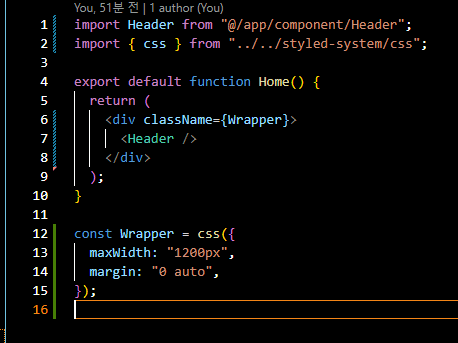 You, 51분 전 | 1 author (You)
1 import Header from "@/app/component/Header";
2 import { css } from "../../styled-system/css";
3
4 export default function Home() {
5   return (
6     <div className={Wrapper}>
7       <Header />
8     </div>
9   );
10 }
11
12 const Wrapper = css({
13   maxWidth: "1200px",
14   margin: "0 auto",
15 });
16